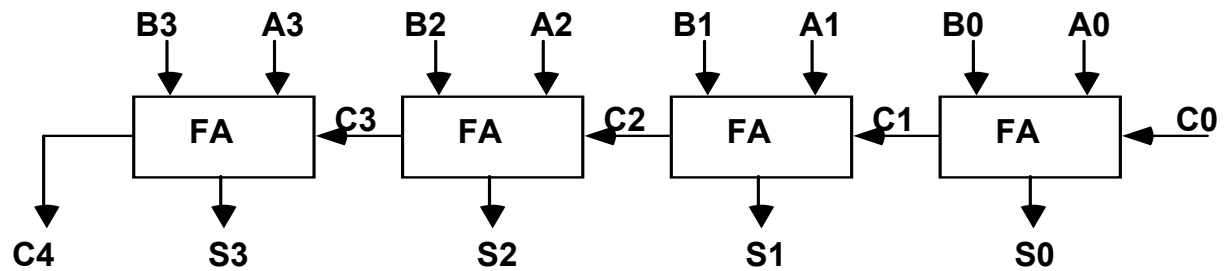 B3 A3 B2 A2 B1 A1 B0 A0
FA C3 FA C2 FA C1 FA C0
C4 S3 S2 S1 S0